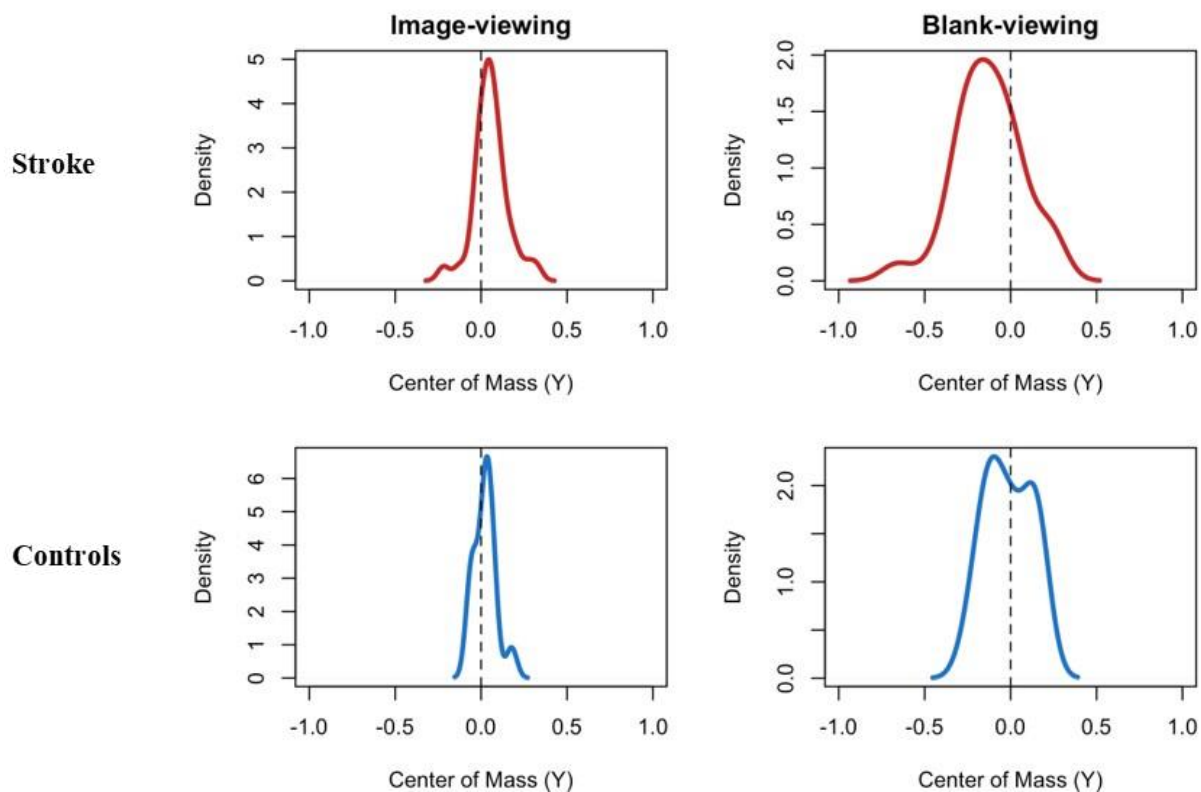 Image-viewing
Blank-viewing
Stroke
Density
5
4
3
2
1
0
-1.0 -0.5 0.0 0.5 1.0
Center of Mass (Y)
Density
2.0
1.5
1.0
0.5
0.0
-1.0 -0.5 0.0 0.5 1.0
Center of Mass (Y)
Controls
Density
6
5
4
3
2
1
0
-1.0 -0.5 0.0 0.5 1.0
Center of Mass (Y)
Density
2.0
1.0
0.0
-1.0 -0.5 0.0 0.5 1.0
Center of Mass (Y)